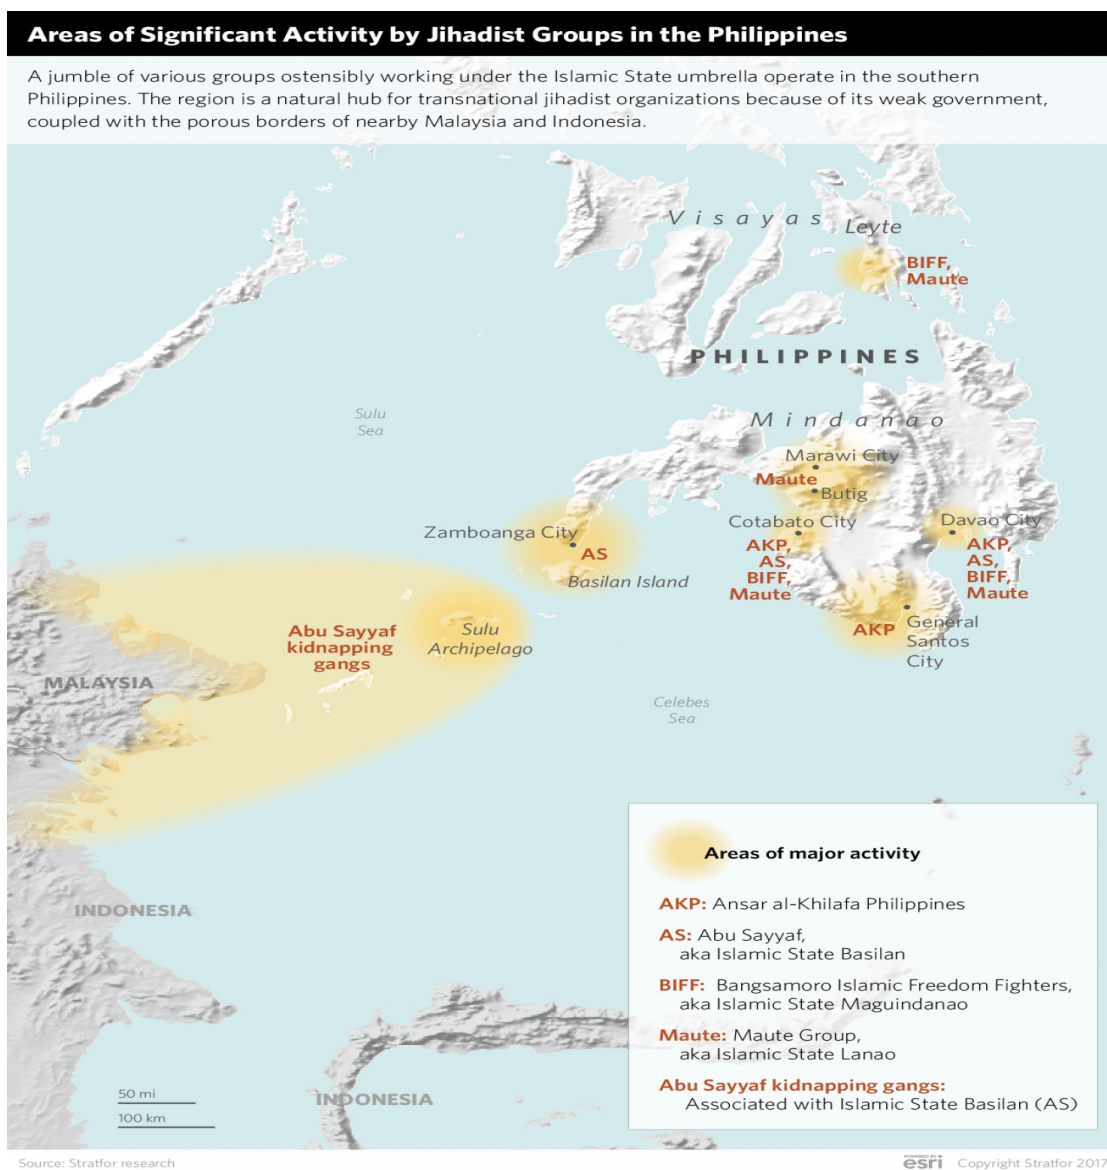 Areas of Significant Activity by Jihadist Groups in the Philippines
A jumble of various groups ostensibly working under the Islamic State umbrella operate in the southern
Philippines. The region is a natural hub for transnational jihadist organizations because of its weak government,
coupled with the porous borders of nearby Malaysia and Indonesia.
Visayas
Leyte
BIFF,
Maute
PHILIPPINES
Sulu
Sea
Mindanao
Marawi City
Maute
Butig
Zamboanga City
AS
Basilan Island
Cotabato City
AKP,
AS,
BIFF,
Maute
Davao City
AKP,
AS,
BIFF,
Maute
AKP
General
Santos
City
Abu Sayyaf
kidnapping
gangs
Sulu
Archipelago
MALAYSIA
Celebes
Sea
INDONESIA
INDONESIA
50 mi
100 km
Areas of major activity
AKP: Ansar al-Khilafa Philippines
AS: Abu Sayyaf,
aka Islamic State Basilan
BIFF: Bangsamoro Islamic Freedom Fighters,
aka Islamic State Maguindanao
Maute: Maute Group,
aka Islamic State Lanao
Abu Sayyaf kidnapping gangs:
Associated with Islamic State Basilan (AS)
Source: Stratfor research
POWERED BY
esri
Copyright Stratfor 2017